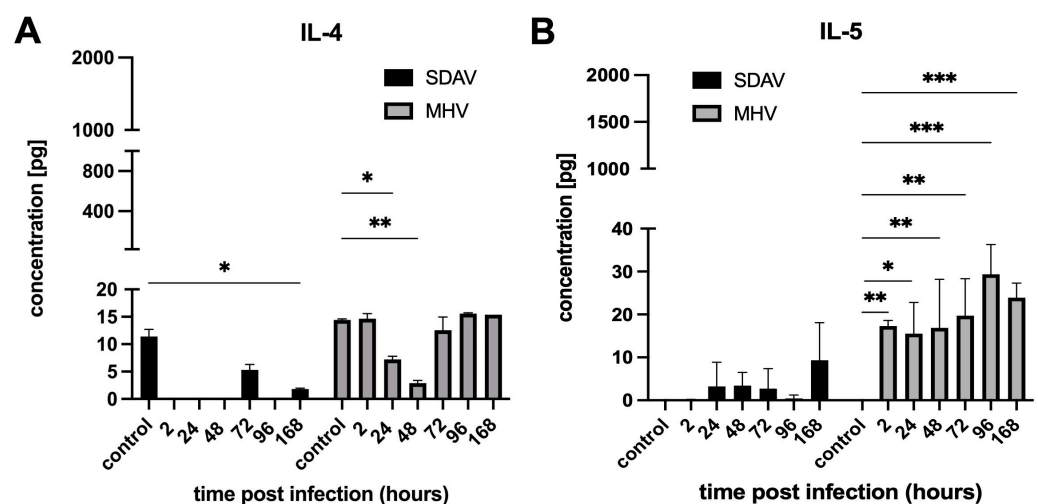 A
IL-4
2000
1000
800
400
20
15
10
5
0
concentration [pg]
SDAV
MHV
*
**
*
control 2 24 48 72 96 168 control 2 24 48 72 96 168
time post infection (hours)
B
IL-5
2000
1500
1000
40
30
20
10
0
concentration [pg]
SDAV
MHV
***
***
**
**
*
**
control 2 24 48 72 96 168 control 2 24 48 72 96 168
time post infection (hours)